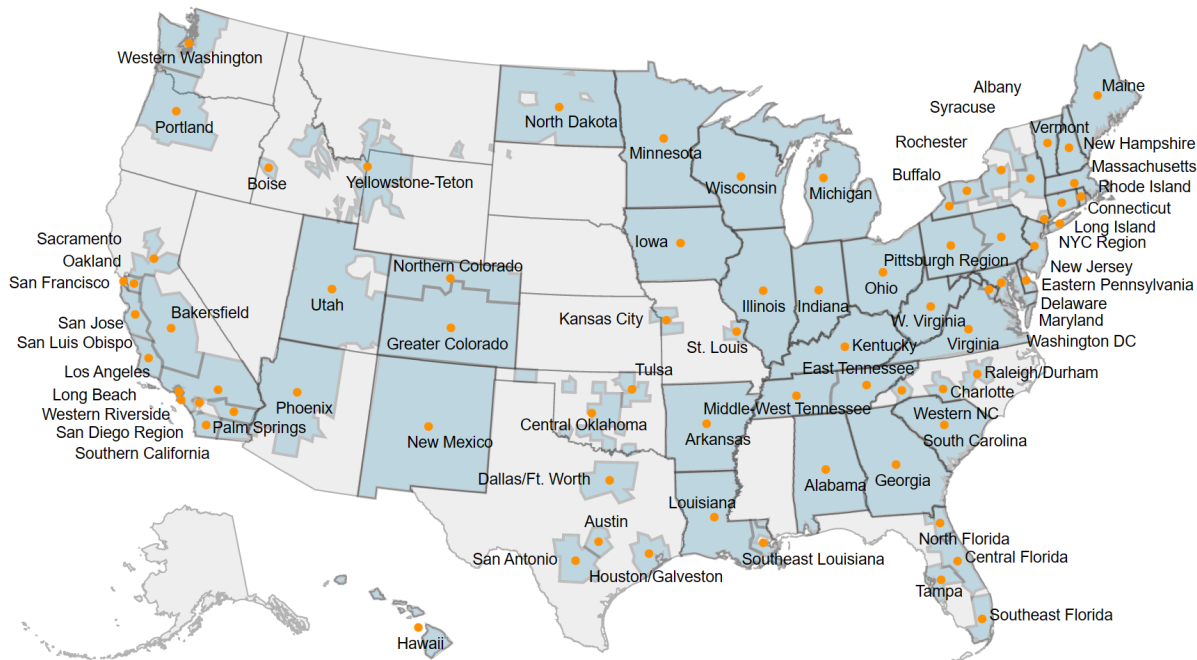 Albany
Maine
Syracuse
Western Washington
North Dakota
Portland
Vermont
Rochester
New Hampshire
Minnesota
Massachusetts
Buffalo
Boise
Yellowstone-Teton
Wisconsin
Michigan
Rhode Island
Connecticut
Long Island
Sacramento
Iowa
NYC Region
Oakland
Pittsburgh Region
Northern Colorado
New Jersey
San Francisco
Ohio
Eastern Pennsylvania
Utah
Illinois
Indiana
Delaware
Bakersfield
Kansas City
W. Virginia
Maryland
San Jose
Greater Colorado
St. Louis
Kentucky
Virginia
Washington DC
San Luis Obispo
East Tennessee
Los Angeles
Tulsa
Raleigh/Durham
Long Beach
Phoenix
Charlotte
Western Riverside
Middle-West Tennessee
Western NC
San Diego Region
Palm Springs
Central Oklahoma
Southern California
New Mexico
Arkansas
South Carolina
Dallas/Ft. Worth
Alabama
Georgia
Louisiana
Austin
North Florida
San Antonio
Southeast Louisiana
Central Florida
Houston/Galveston
Tampa
Southeast Florida
Hawaii